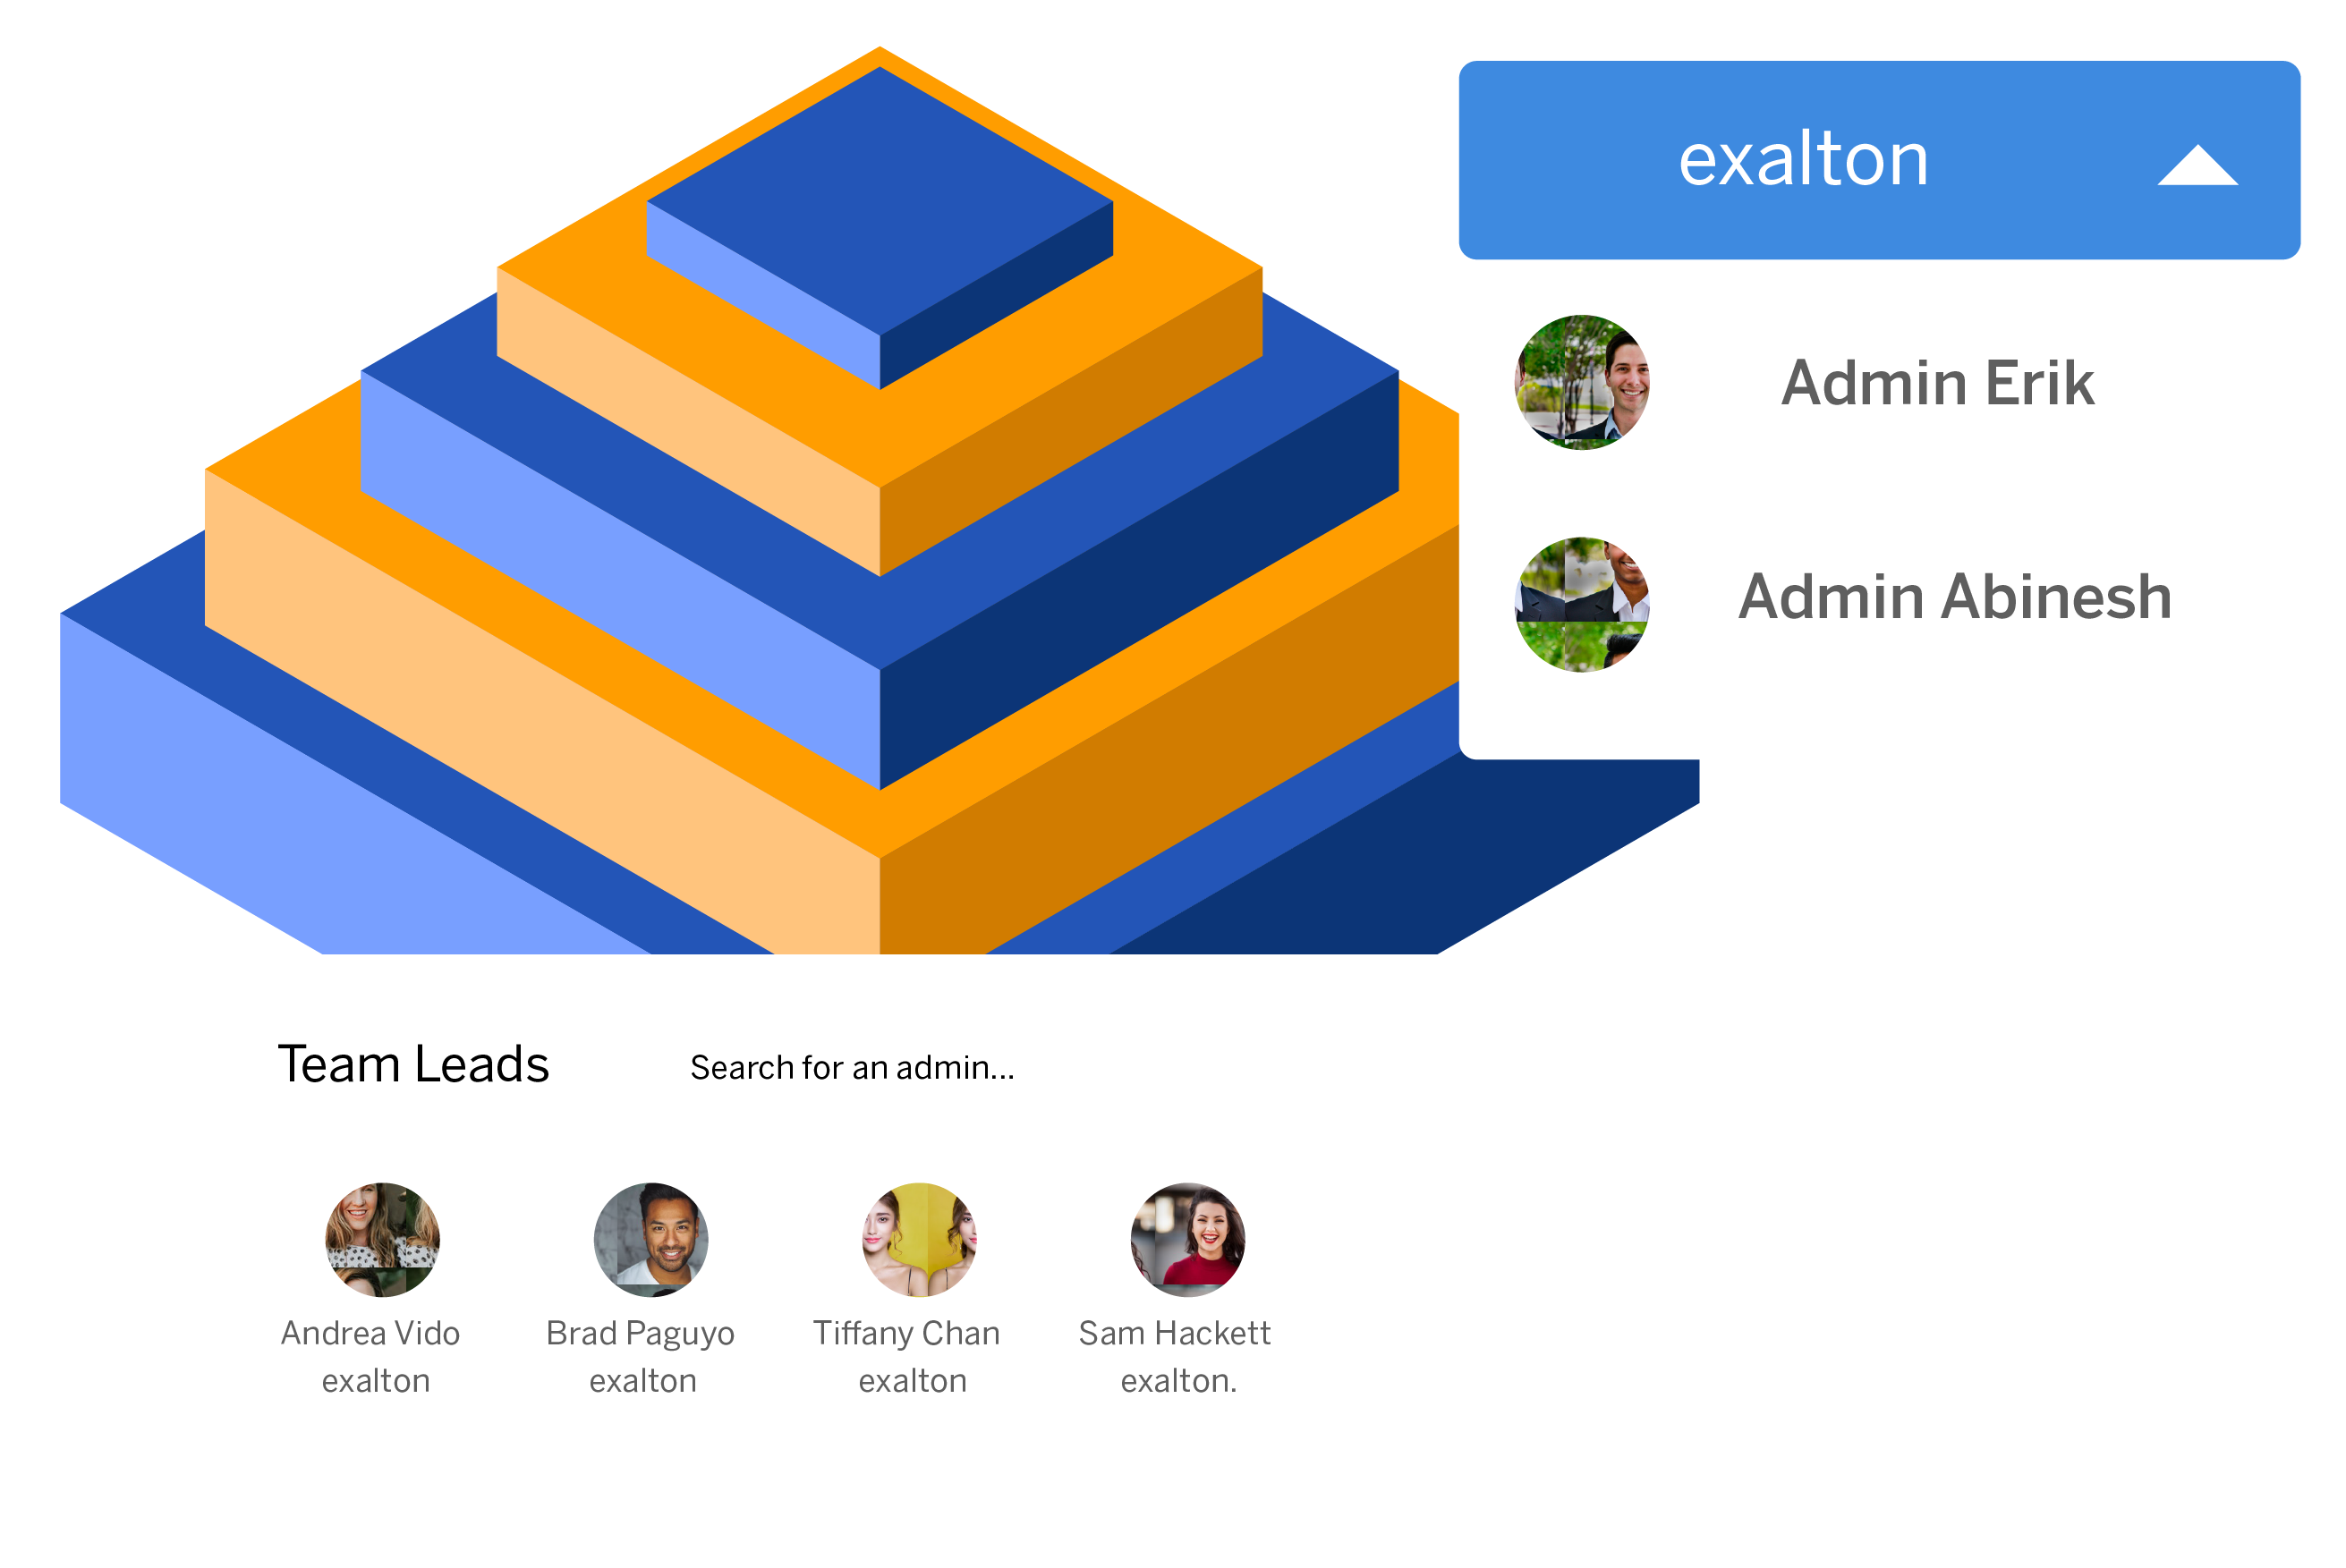 exalton
Admin Erik
Admin Abinesh
Team Leads
Search for an admin...
Andrea Vido
exalton
Brad Paguyo
exalton
Tiffany Chan
exalton
Sam Hackett
exalton.